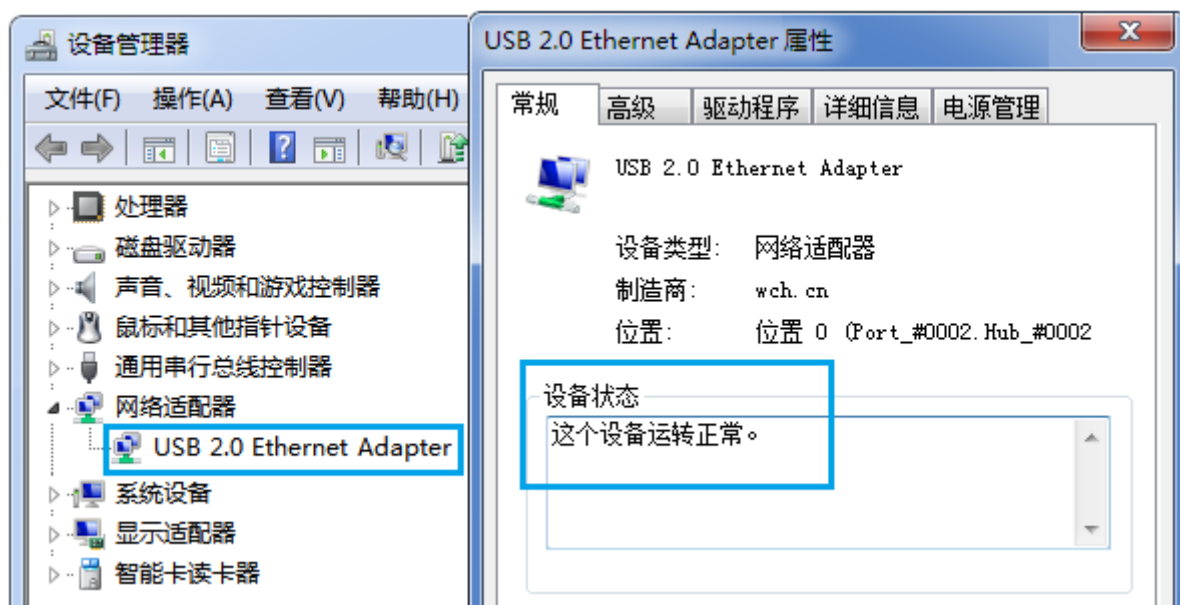 设备管理器
文件(F) 操作(A) 查看(V) 帮助(H)
处理器
磁盘驱动器
声音、视频和游戏控制器
鼠标和其他指针设备
通用串行总线控制器
网络适配器
USB 2.0 Ethernet Adapter
系统设备
显示适配器
智能卡读卡器
USB 2.0 Ethernet Adapter 属性
常规 高级 驱动程序 详细信息 电源管理
USB 2.0 Ethernet Adapter
设备类型: 网络适配器
制造商: wch.cn
位置: 位置 0 (Port_#0002.Hub_#0002
设备状态
这个设备运转正常。